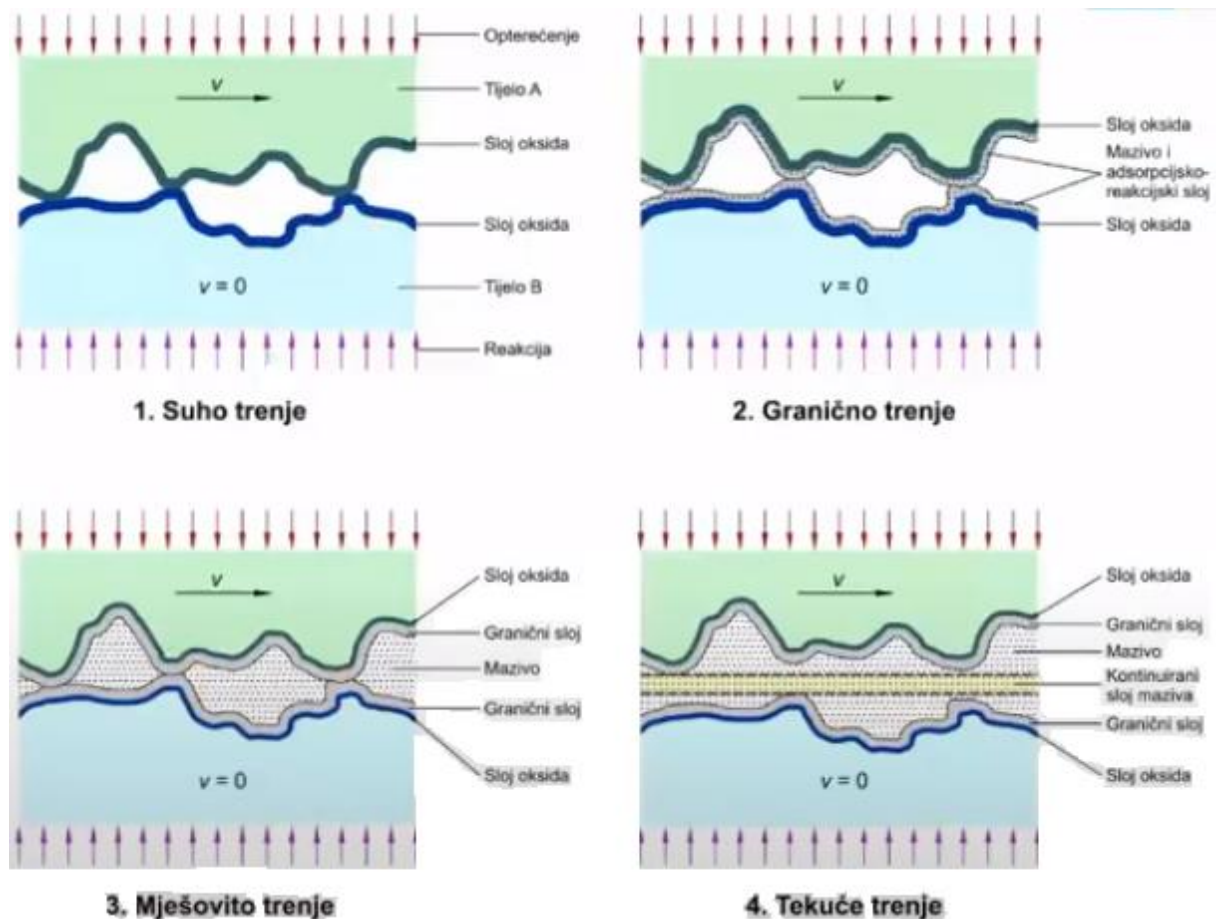 Opterećenje
v
Tijelo A
Sloj oksida
Sloj oksida
v = 0
Tijelo B
Reakcija
1. Suho trenje
v
Sloj oksida
Mazivo i
adsorpcijsko-
reakcijski sloj
Sloj oksida
v = 0
2. Granično trenje
Sloj oksida
v
Granični sloj
Mazivo
Granični sloj
Sloj oksida
v = 0
3. Mješovito trenje
Sloj oksida
v
Granični sloj
Mazivo
Kontinuirani
sloj maziva
Granični sloj
Sloj oksida
v = 0
4. Tekuće trenje